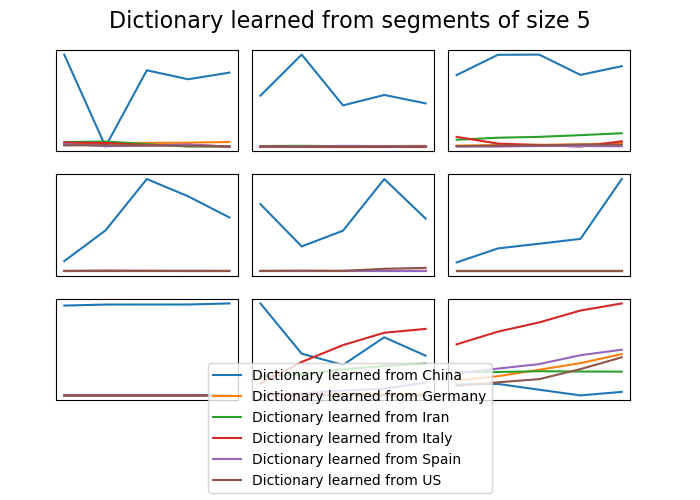 Dictionary learned from segments of size 5
Dictionary learned from China
Dictionary learned from Germany
Dictionary learned from Iran
Dictionary learned from Italy
Dictionary learned from Spain
Dictionary learned from US